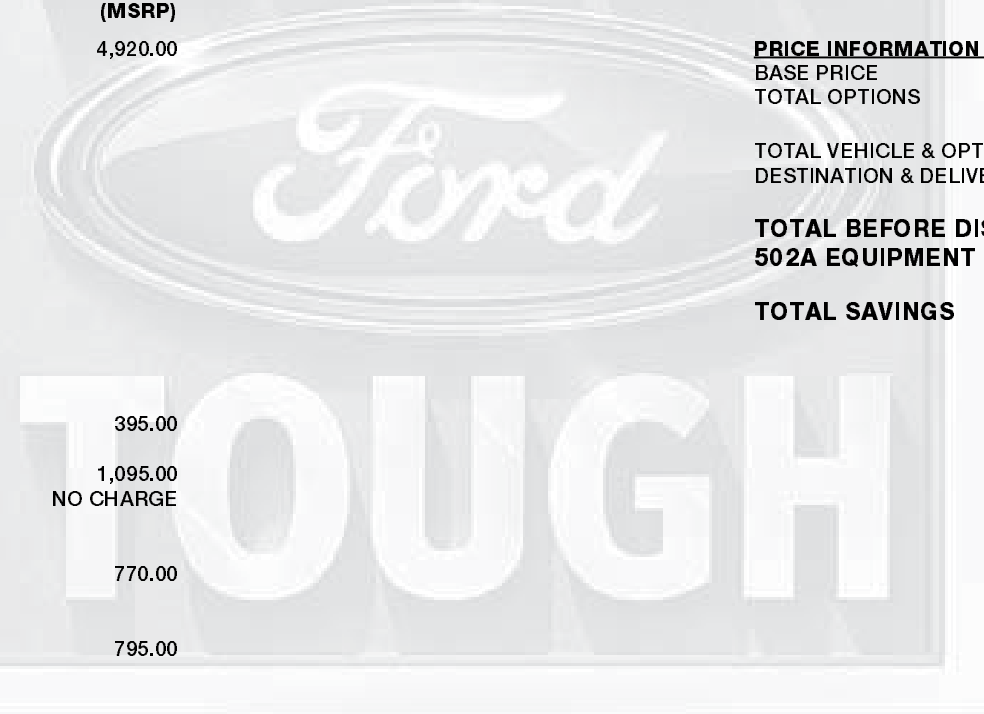 (MSRP)
4,920.00
395.00
1,095.00
NO CHARGE
770.00
795.00
PRICE INFORMATION
BASE PRICE
TOTAL OPTIONS
TOTAL VEHICLE & OPT
DESTINATION & DELIVE
TOTAL BEFORE DIS
502A EQUIPMENT
TOTAL SAVINGS
Ford
TOUGH